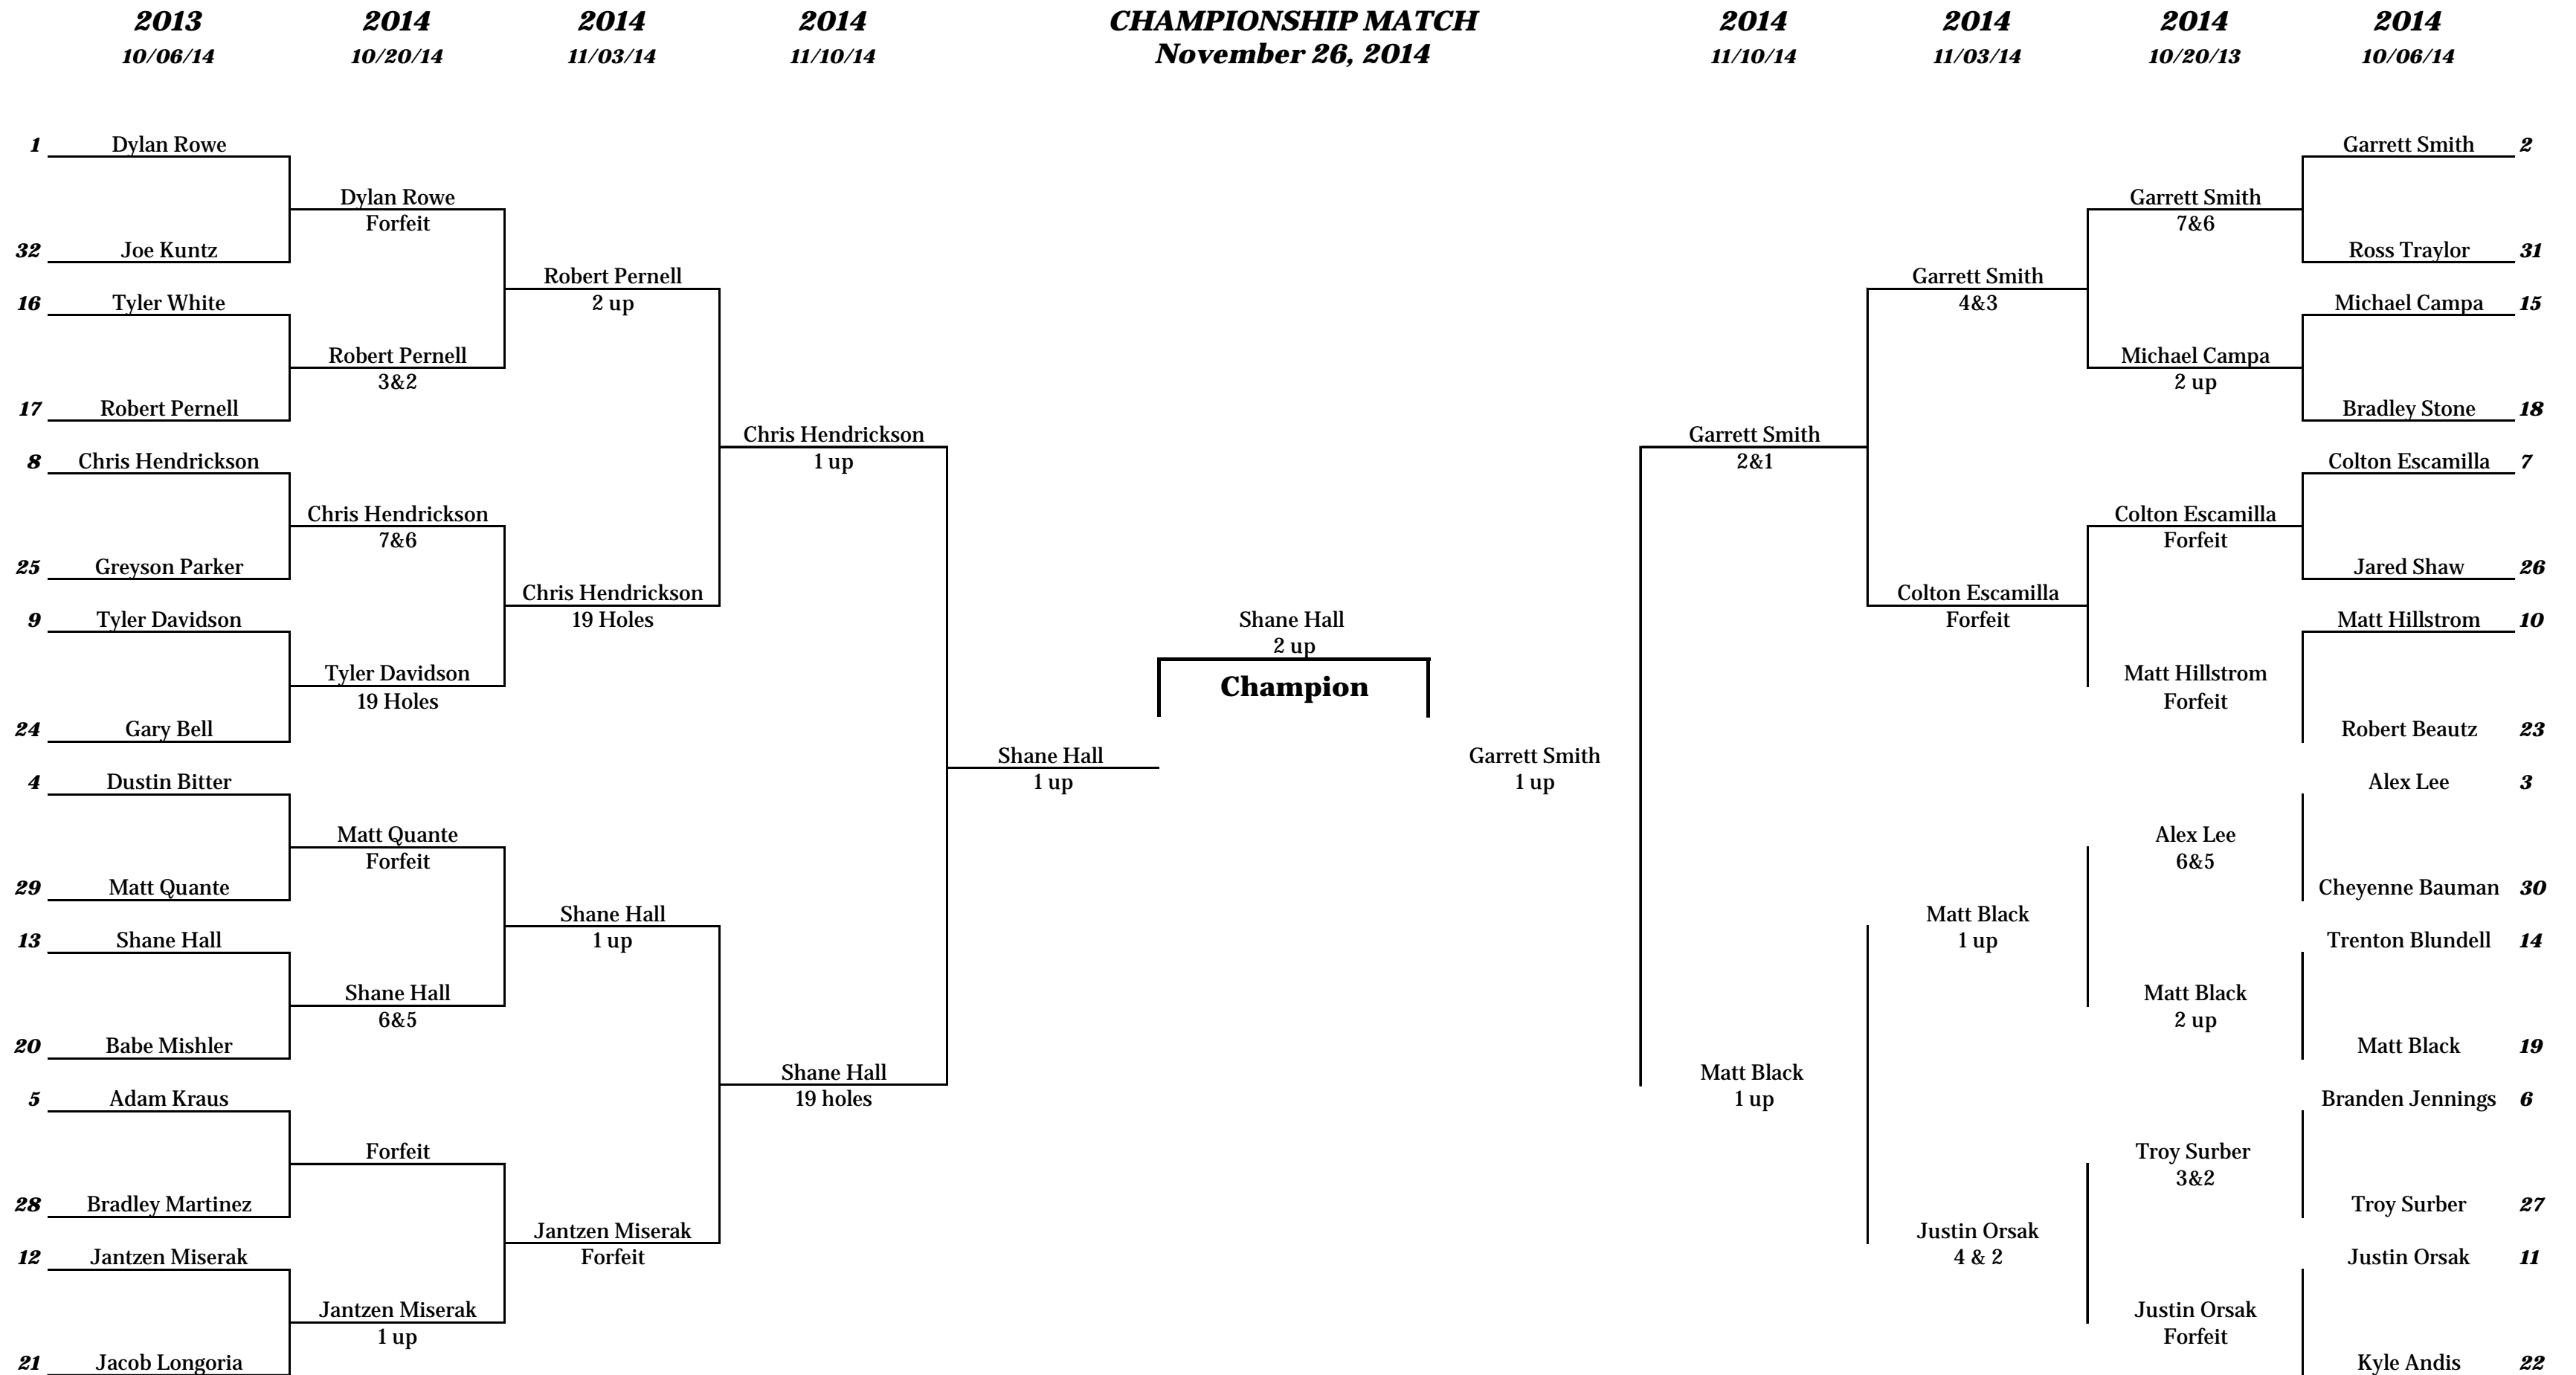 2013 2014 2014 2014 CHAMPIONSHIP MATCH 2014 2014 2014 2014
10/06/14 10/20/14 11/03/14 11/10/14 November 26, 2014 11/10/14 11/03/14 10/20/13 10/06/14
1 Dylan Rowe Garrett Smith 2
Dylan Rowe Garrett Smith
Forfeit 7&6
32 Joe Kuntz Ross Traylor 31
Robert Pernell Garrett Smith
2 up 4&3
16 Tyler White Michael Campa 15
Robert Pernell Michael Campa
3&2 2 up
17 Robert Pernell Bradley Stone 18
Chris Hendrickson Garrett Smith
1 up 2&1
8 Chris Hendrickson Colton Escamilla 7
Chris Hendrickson Colton Escamilla
7&6 Forfeit
25 Greyson Parker Jared Shaw 26
Chris Hendrickson Colton Escamilla
19 Holes Shane Hall Forfeit
9 Tyler Davidson Matt Hillstrom 10
2 up
Tyler Davidson Champion Matt Hillstrom
19 Holes Forfeit
24 Gary Bell Robert Beautz 23
Shane Hall Garrett Smith
1 up 1 up
4 Dustin Bitter Alex Lee 3
Matt Quante Alex Lee
Forfeit 6&5
29 Matt Quante Cheyenne Bauman 30
Shane Hall Matt Black
1 up 1 up
13 Shane Hall Trenton Blundell 14
Shane Hall Matt Black
6&5 2 up
20 Babe Mishler Matt Black 19
Shane Hall Matt Black
19 holes 1 up
5 Adam Kraus Branden Jennings 6
Forfeit Troy Surber
3&2
28 Bradley Martinez Troy Surber 27
Jantzen Miserak Justin Orsak
Forfeit 4 & 2
12 Jantzen Miserak Justin Orsak 11
Jantzen Miserak Justin Orsak
1 up Forfeit
21 Jacob Longoria Kyle Andis 22